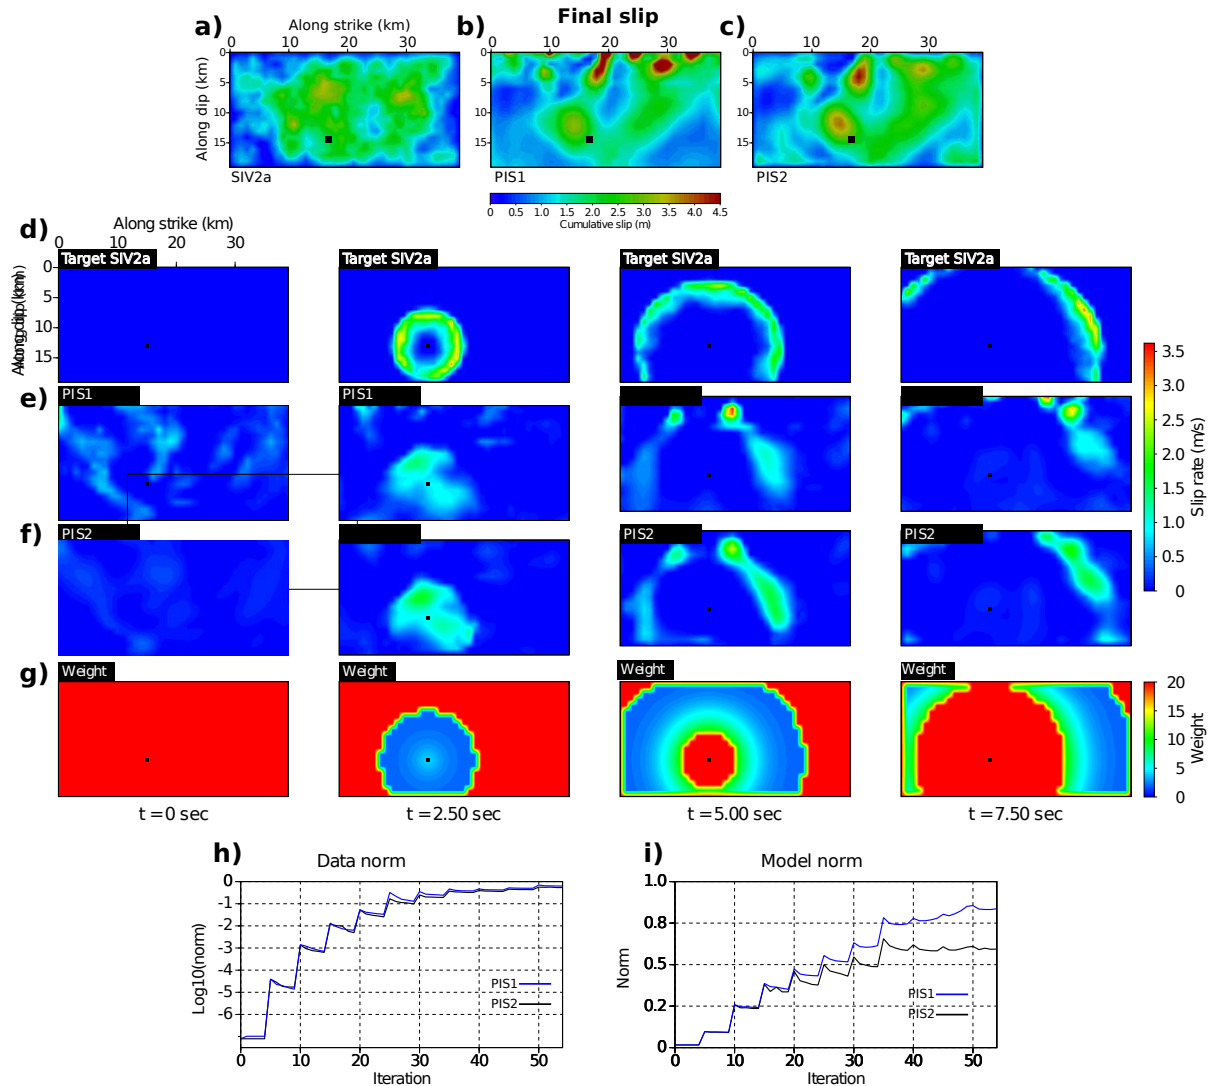 Final slip
a)
Along strike (km)
b)
c)
0 10 20 30
0 10 20 30
0 10 20 30
Along dip (km)
0
5
10
15
0
5
10
15
0
5
10
15
SIV2a
PIS1
PIS2
0 0.5 1.0 1.5 2.0 2.5 3.0 3.5 4.0 4.5
Cumulative slip (m)
d)
Along strike (km)
0 10 20 30
Target SIV2a
Target SIV2a
Target SIV2a
Target SIV2a
0
5
10
15
e)
PIS1
PIS1
f)
PIS2
PIS2
PIS2
3.5
3.0
2.5
2.0
1.5
1.0
0.5
0
Slip rate (m/s)
g)
Weight
Weight
Weight
Weight
20
15
10
5
0
Weight
t = 0 sec
t = 2.50 sec
t = 5.00 sec
t = 7.50 sec
h)
Data norm
0
-1
-2
-3
-4
-5
-6
Log10(norm)
PIS1
PIS2
0 10 20 30 40 50
Iteration
i)
Model norm
1.0
0.8
0.5
0.2
0
Norm
PIS1
PIS2
0 10 20 30 40 50
Iteration